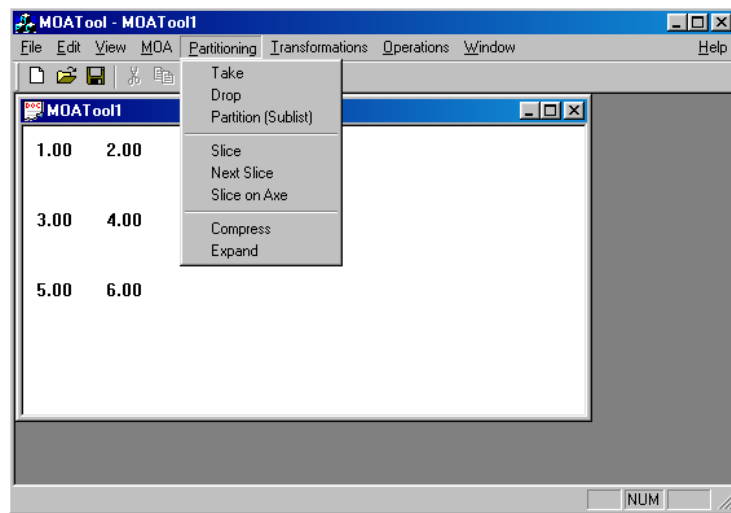 MOATool - MOATool1
File Edit View MOA Partitioning Transformations Operations Window Help
Take
Drop
Partition (Sublist)
Slice
Next Slice
Slice on Axe
Compress
Expand
DOC MOATool1
1.00 2.00
3.00 4.00
5.00 6.00
NUM